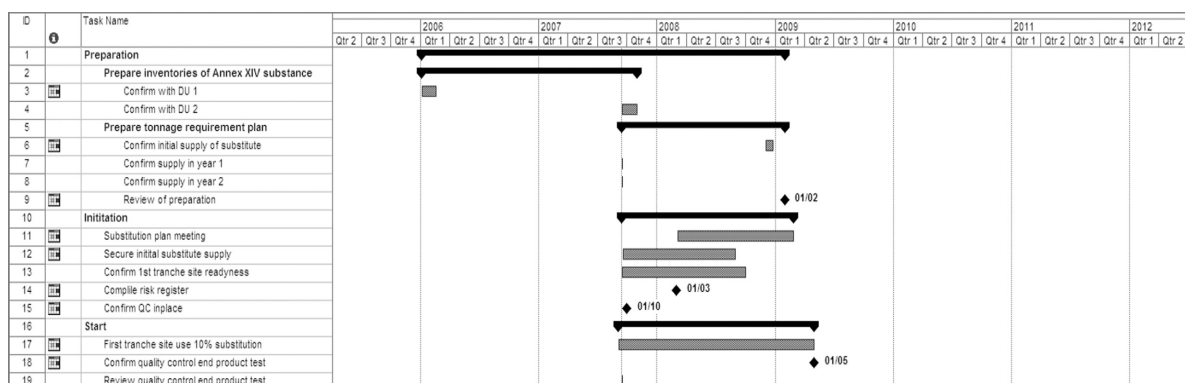 ID Task Name 2006 2007 2008 2009 2010 2011 2012
Qtr 2 Qtr 3 Qtr 4 Qtr 1 Qtr 2 Qtr 3 Qtr 4 Qtr 1 Qtr 2 Qtr 3 Qtr 4 Qtr 1 Qtr 2 Qtr 3 Qtr 4 Qtr 1 Qtr 2 Qtr 3 Qtr 4 Qtr 1 Qtr 2 Qtr 3 Qtr 4 Qtr 1 Qtr 2 Qtr 3 Qtr 4 Qtr 1 Qtr 2
1 Preparation
2 Prepare inventories of Annex XIV substance
3 Confirm with DU 1
4 Confirm with DU 2
5 Prepare tonnage requirement plan
6 Confirm initial supply of substitute
7 Confirm supply in year 1
8 Confirm supply in year 2
9 Review of preparation 01/02
10 Inititation
11 Substitution plan meeting
12 Secure initital substitute supply
13 Confirm 1st tranche site readyness
14 Complile risk register 01/03
15 Confirm QC inplace 01/10
16 Start
17 First tranche site use 10% substitution
18 Confirm quality control end product test 01/05
19 Review quality control end product test